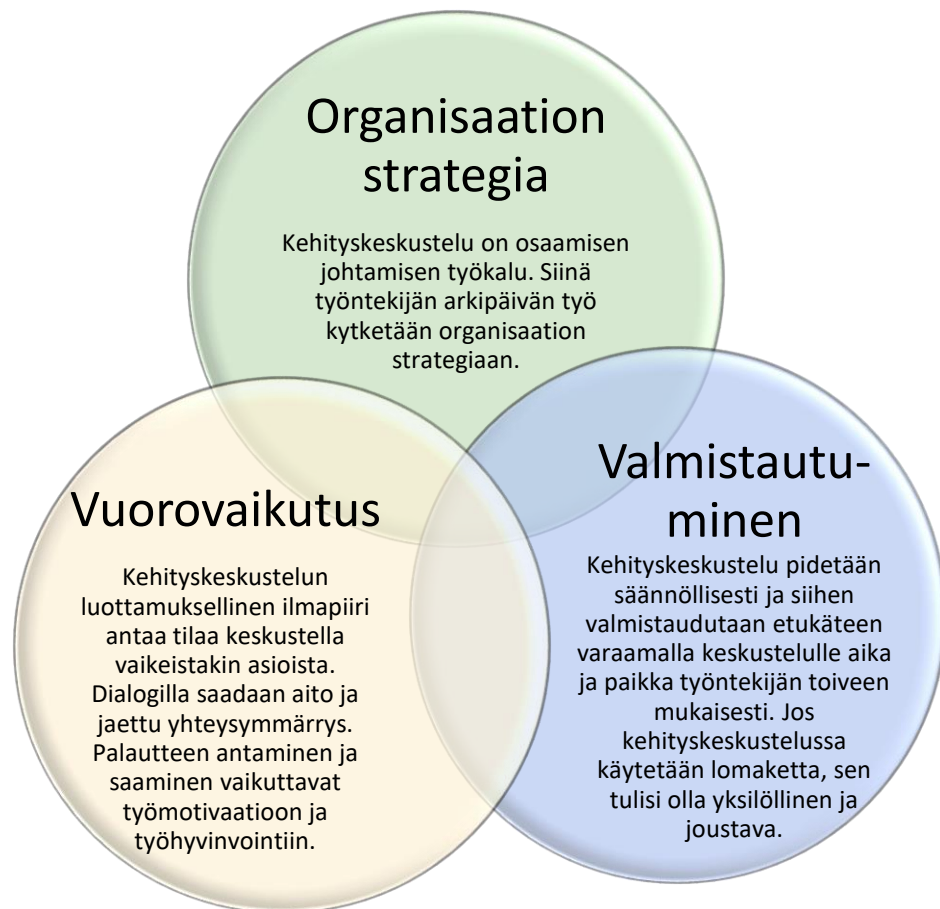 Organisaation
strategia
Kehityskeskustelu on osaamisen
johtamisen työkalu. Siinä
työntekijän arkipäivän työ
kytketään organisaation
strategiaan.
Vuorovaikutus
Kehityskeskustelun
luottamuksellinen ilmapiiri
antaa tilaa keskustella
vaikeistakin asioista.
Dialogilla saadaan aito ja
jaettu yhteysymmärrys.
Palautteen antaminen ja
saaminen vaikuttavat
työmotivaatioon ja
työhyvinvointiin.
Valmistautu-
minen
Kehityskeskustelu pidetään
säännöllisesti ja siihen
valmistaudutaan etukäteen
varaamalla keskustelulle aika
ja paikka työntekijän toiveen
mukaisesti. Jos
kehityskeskustelussa
käytetään lomaketta, sen
tulisi olla yksilöllinen ja
joustava.